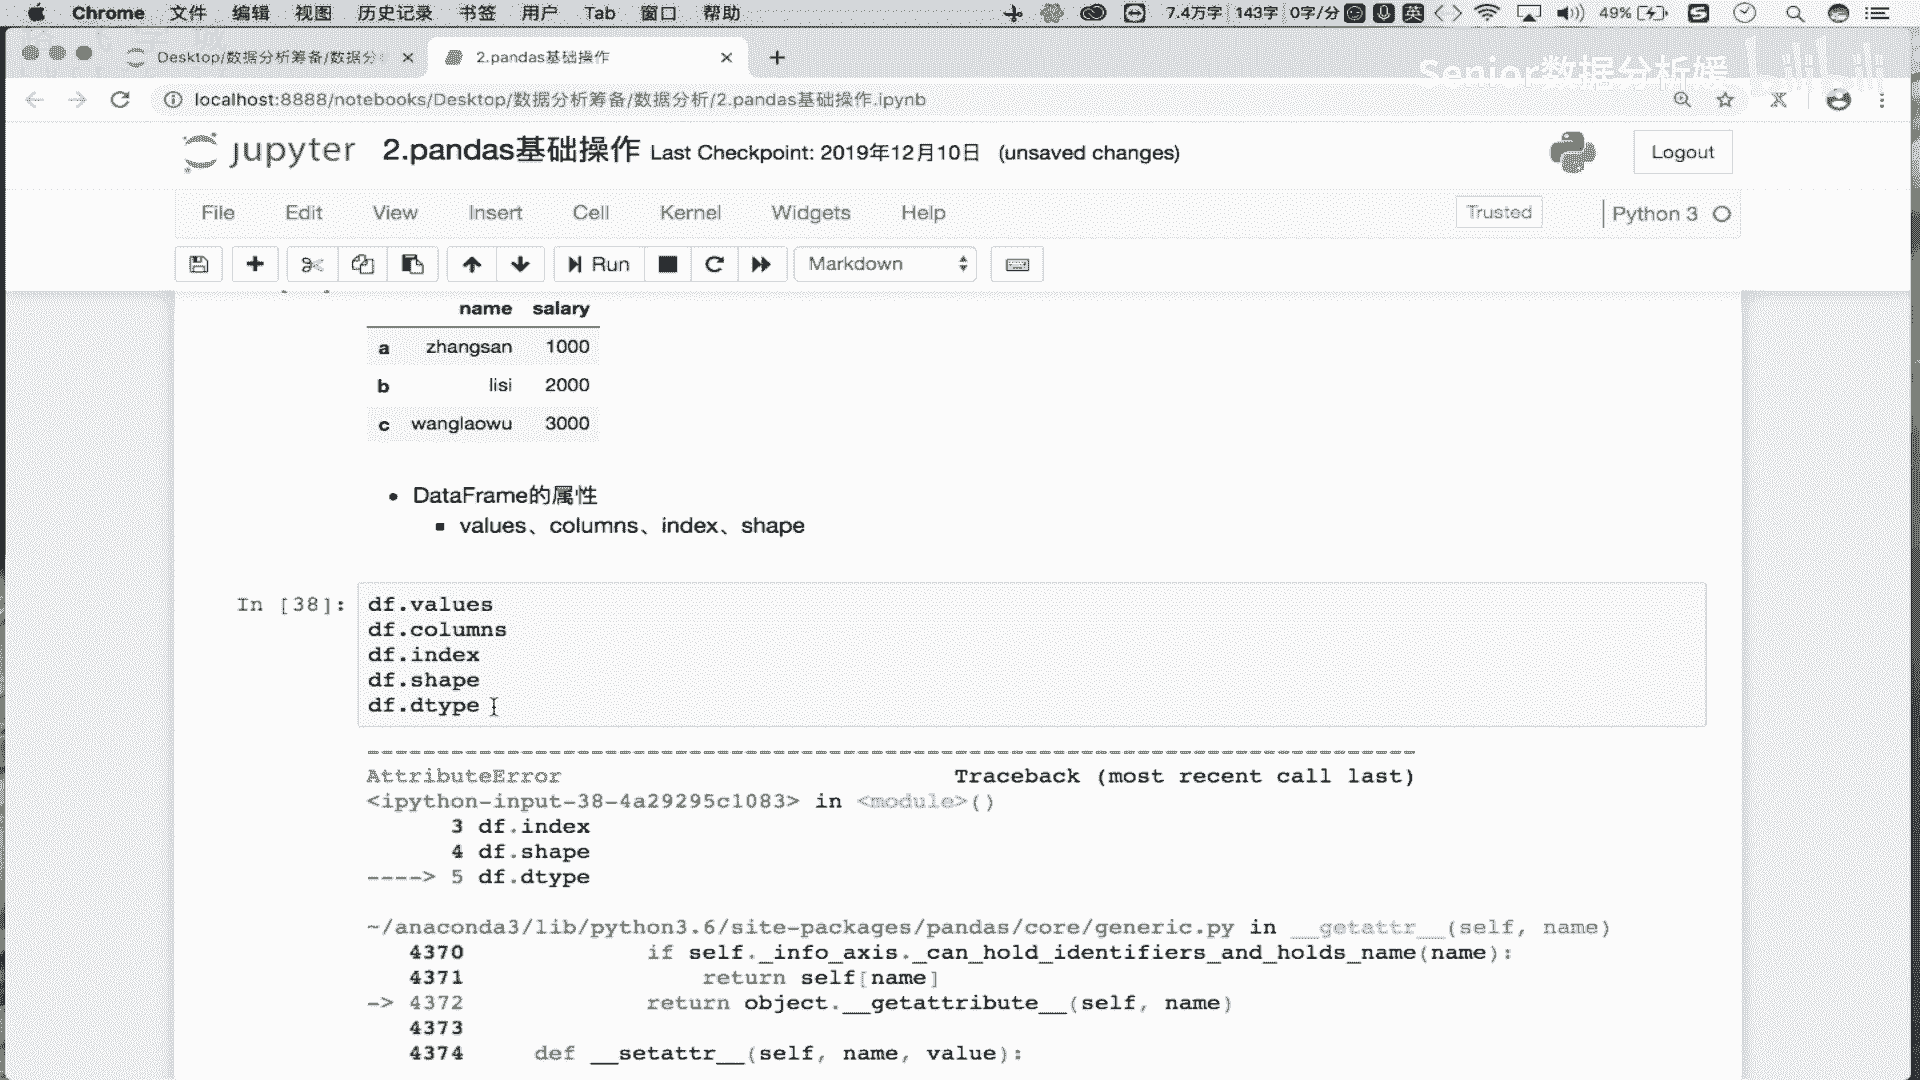 Chrome 文件 编辑 视图 历史记录 书签 用户 Tab 窗口 帮助 7.4万字 143字 0字/分 英 49%
Desktop/数据分析筹备/数据分 2.pandas基础操作
Senior数据分析媛
localhost:8888/notebooks/Desktop/数据分析筹备/数据分析/2.pandas基础操作.ipynb
jupyter 2.pandas基础操作 Last Checkpoint: 2019年12月10日 (unsaved changes) Logout
File Edit View Insert Cell Kernel Widgets Help Trusted Python 3
Run Markdown
name salary
a zhangsan 1000
b lisi 2000
c wanglaowu 3000
DataFrame的属性
values、columns、index、shape
In [38]: df.values
df.columns
df.index
df.shape
df.dtype
---------------------------------------------------------------------------
AttributeError Traceback (most recent call last)
<ipython-input-38-4a29295c1083> in <module>()
3 df.index
4 df.shape
----> 5 df.dtype
~/anaconda3/lib/python3.6/site-packages/pandas/core/generic.py in __getattr__(self, name)
4370 if self._info_axis._can_hold_identifiers_and_holds_name(name):
4371 return self[name]
-> 4372 return object.__getattribute__(self, name)
4373
4374 def __setattr__(self, name, value):